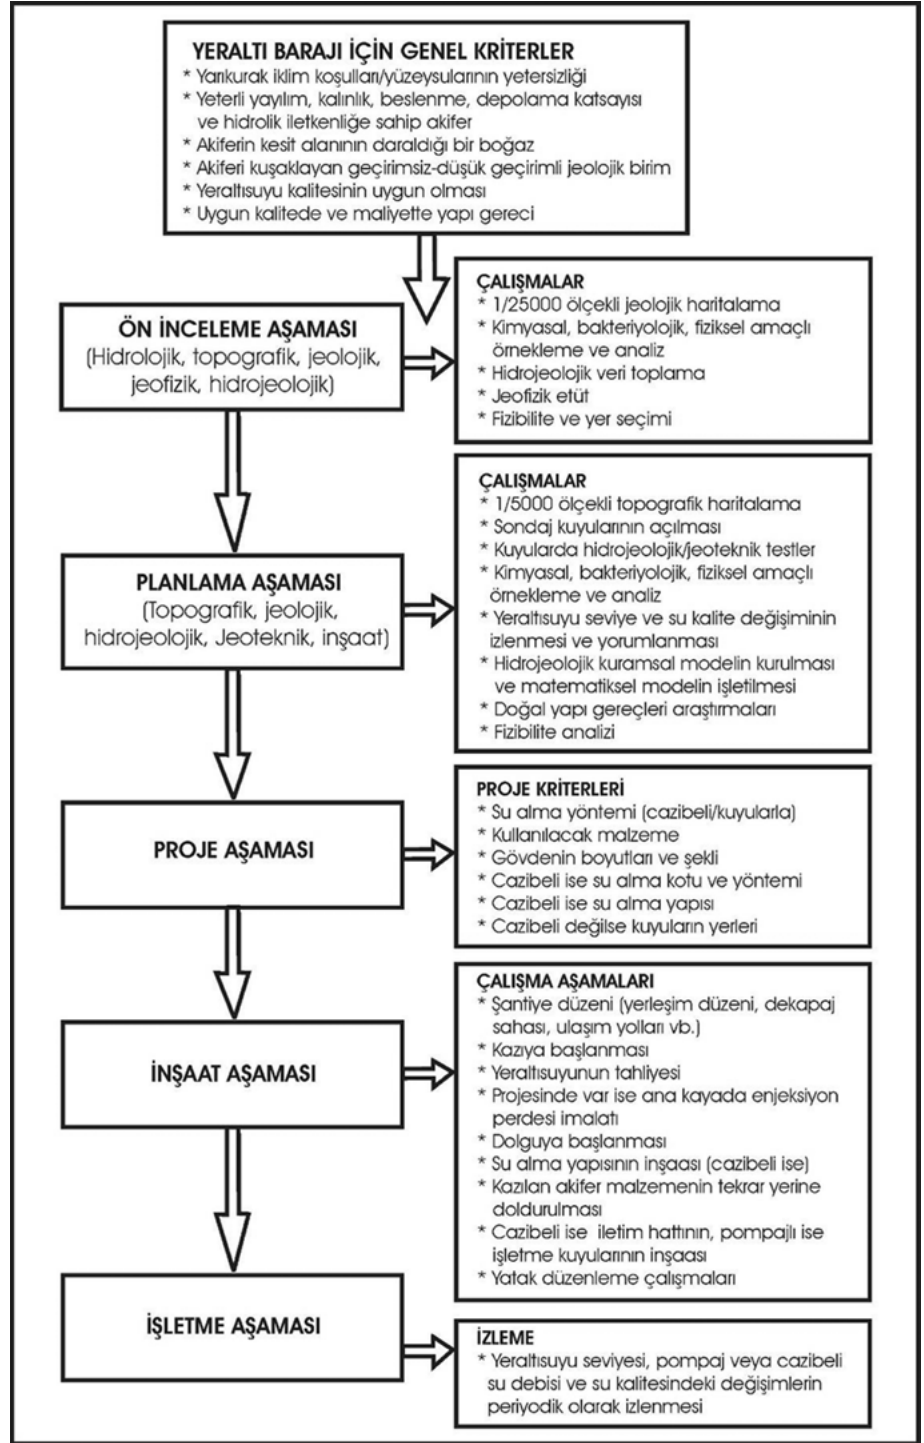 YERALTI BARAJI İÇİN GENEL KRİTERLER
* Yarıkurak iklim koşulları/yüzeysularının yetersizliği
* Yeterli yayılım, kalınlık, beslenme, depolama katsayısı
ve hidrolik iletkenliğe sahip akifer
* Akiferin kesit alanının daraldığı bir boğaz
* Akiferi kuşaklayan geçirimsiz-düşük geçirimli jeolojik birim
* Yeraltısuyu kalitesinin uygun olması
* Uygun kalitede ve maliyette yapı gereci
ÖN İNCELEME AŞAMASI
(Hidrolojik, topografik, jeolojik,
jeofizik, hidrojeolojik)
ÇALIŞMALAR
* 1/25000 ölçekli jeolojik haritalama
* Kimyasal, bakteriyolojik, fiziksel amaçlı
örnekleme ve analiz
* Hidrojeolojik veri toplama
* Jeofizik etüt
* Fizibilite ve yer seçimi
PLANLAMA AŞAMASI
(Topografik, jeolojik,
hidrojeolojik, Jeoteknik, inşaat)
ÇALIŞMALAR
* 1/5000 ölçekli topografik haritalama
* Sondaj kuyularının açılması
* Kuyularda hidrojeolojik/jeoteknik testler
* Kimyasal, bakteriyolojik, fiziksel amaçlı
örnekleme ve analiz
* Yeraltısuyu seviye ve su kalite değişiminin
izlenmesi ve yorumlanması
* Hidrojeolojik kuramsal modelin kurulması
ve matematiksel modelin işletilmesi
* Doğal yapı gereçleri araştırmaları
* Fizibilite analizi
PROJE AŞAMASI
PROJE KRİTERLERİ
* Su alma yöntemi (cazibeli/kuyularla)
* Kullanılacak malzeme
* Gövdenin boyutları ve şekli
* Cazibeli ise su alma kotu ve yöntemi
* Cazibeli ise su alma yapısı
* Cazibeli değilse kuyuların yerleri
İNŞAAT AŞAMASI
ÇALIŞMA AŞAMALARI
* Şantiye düzeni (yerleşim düzeni, dekapaj
sahası, ulaşım yolları vb.)
* Kazıya başlanması
* Yeraltısuyunun tahliyesi
* Projesinde var ise ana kayada enjeksiyon
perdesi imalatı
* Dolguya başlanması
* Su alma yapısının inşaası (cazibeli ise)
* Kazılan akifer malzemenin tekrar yerine
doldurulması
* Cazibeli ise iletim hattının, pompajlı ise
işletme kuyularının inşaası
* Yatak düzenleme çalışmaları
İŞLETME AŞAMASI
İZLEME
* Yeraltısuyu seviyesi, pompaj veya cazibeli
su debisi ve su kalitesindeki değişimlerin
periyodik olarak izlenmesi